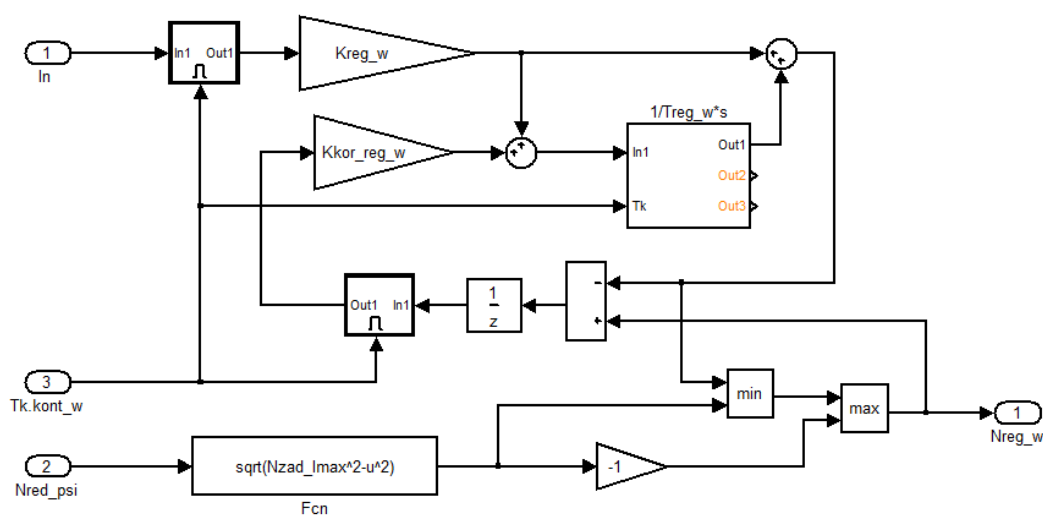 1
In
In1
Out1
Kreg_w
1/Treg_w*s
Kkor_reg_w
In1
Tk
Out1
Out2
Out3
Out1
In1
1
z
3
Tk.kont_w
min
max
1
Nreg_w
2
Nred_psi
sqrt(Nzad_Imax^2-u^2)
Fcn
-1